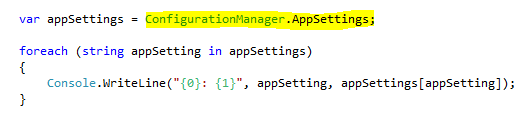 var appSettings = ConfigurationManager.AppSettings;
foreach (string appSetting in appSettings)
{
    Console.WriteLine("{0}: {1}", appSetting, appSettings[appSetting]);
}